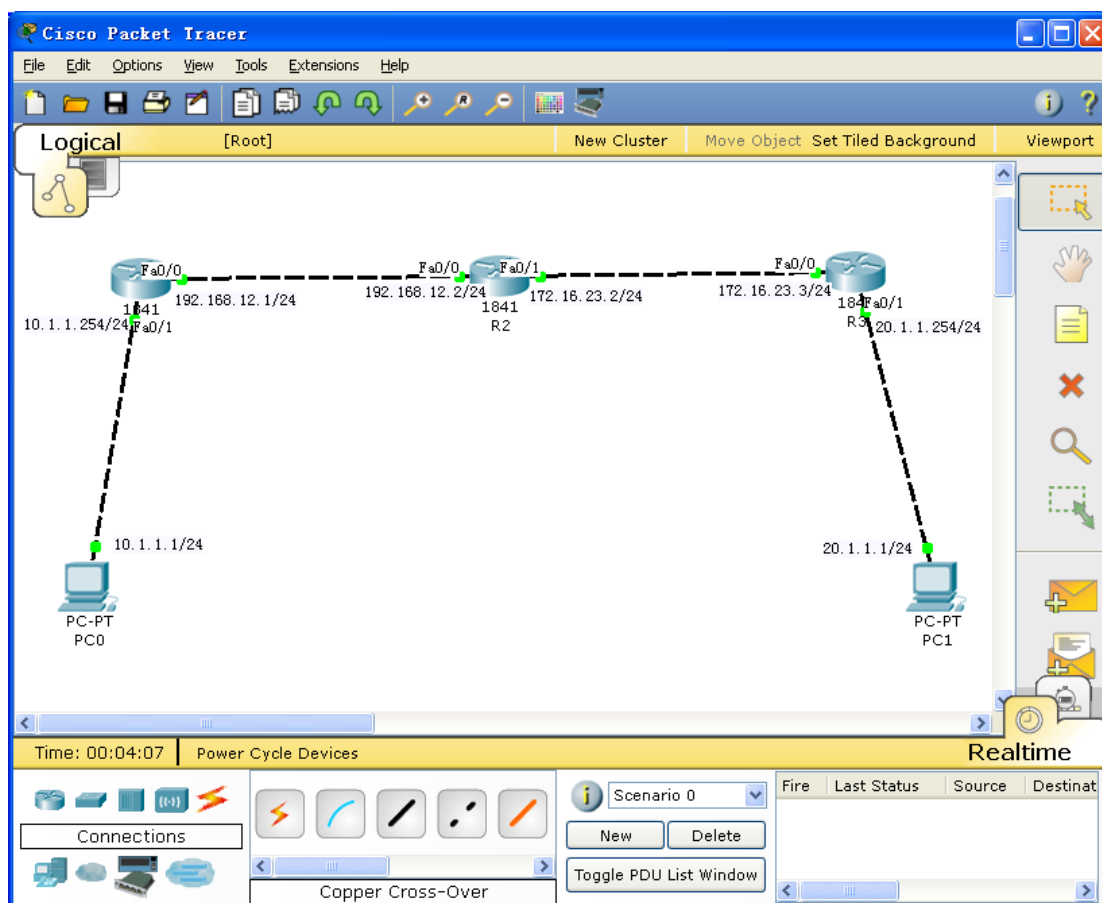 Cisco Packet Tracer
File Edit Options View Tools Extensions Help
Logical [Root] New Cluster Move Object Set Tiled Background Viewport
Fa0/0 Fa0/0 Fa0/1 Fa0/0
192.168.12.1/24 192.168.12.2/24 172.16.23.2/24 172.16.23.3/24
1841 1841 1841 Fa0/1
10.1.1.254/24 Fa0/1 R2 R3 20.1.1.254/24
10.1.1.1/24 20.1.1.1/24
PC-PT PC-PT
PC0 PC1
Time: 00:04:07 Power Cycle Devices Realtime
Scenario 0 Fire Last Status Source Destinat
Connections New Delete
Toggle PDU List Window
Copper Cross-Over